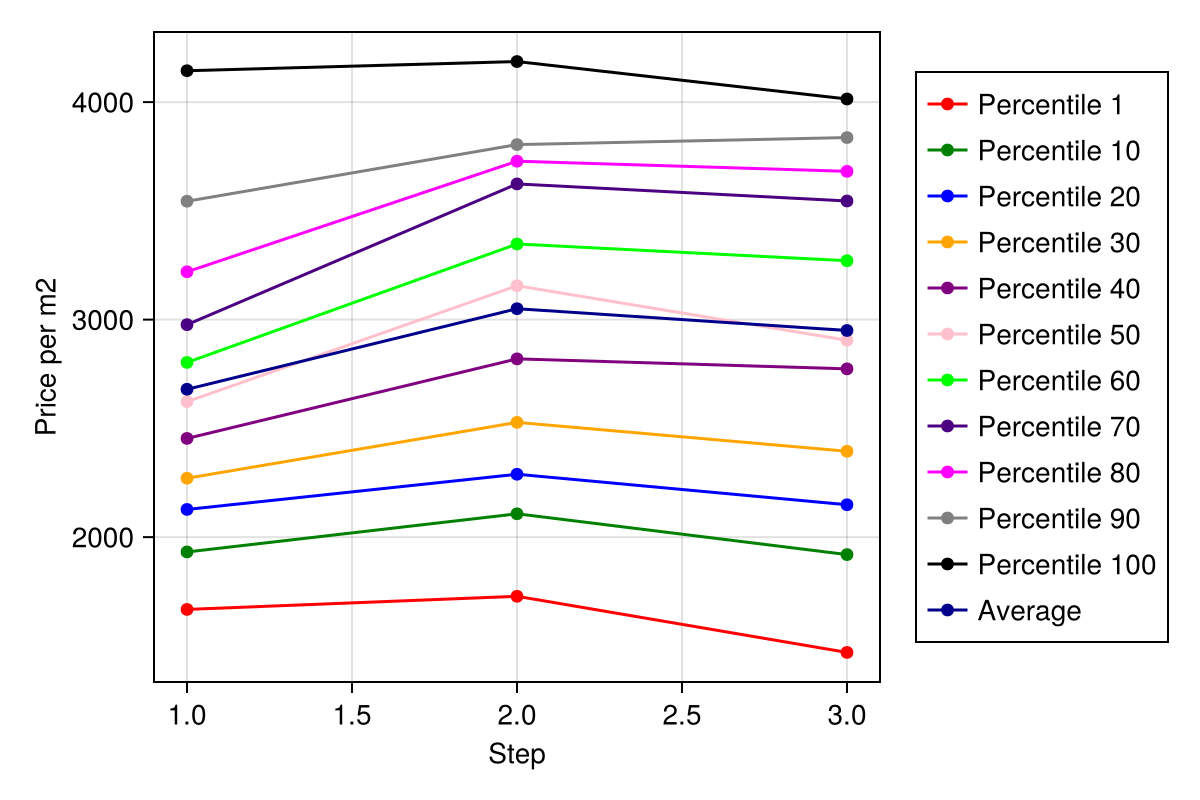 4000
3000
2000
Price per m2
1.0 1.5 2.0 2.5 3.0
Step
Percentile 1
Percentile 10
Percentile 20
Percentile 30
Percentile 40
Percentile 50
Percentile 60
Percentile 70
Percentile 80
Percentile 90
Percentile 100
Average